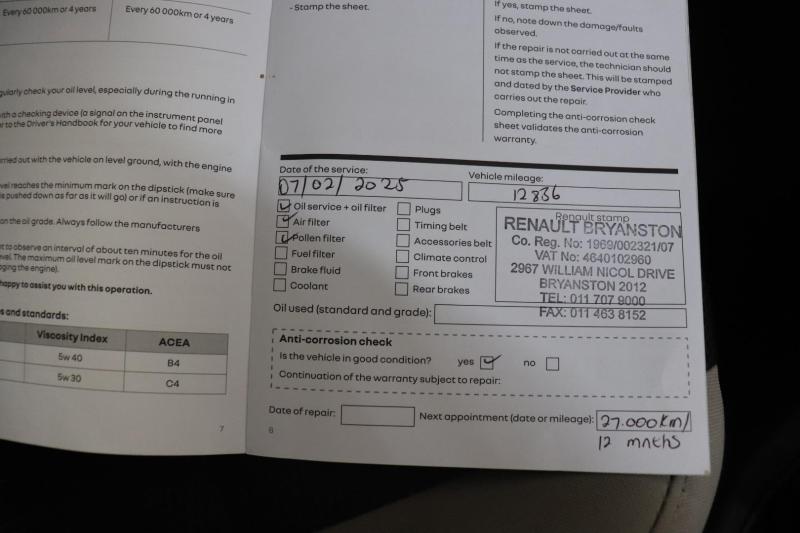 Every 60 000km or 4 years
Every 60 000km or 4 years
gularly check your oil level, especially during the running in
ith a checking device (a signal on the instrument panel
r to the Driver's Handbook for your vehicle to find more
rried out with the vehicle on level ground, with the engine
vel reaches the minimum mark on the dipstick (make sure
is pushed down as far as it will go) or if an instruction is
on the oil grade. Always follow the manufacturers
t to observe an interval of about ten minutes for the oil
evel. The maximum oil level mark on the dipstick must not
ging the engine).
happy to assist you with this operation.
s and standards:
Viscosity Index
ACEA
5w 40
B4
5w 30
C4
7
- Stamp the sheet.
If yes, stamp the sheet.
If no, note down the damage/faults
observed.
If the repair is not carried out at the same
time as the service, the technician should
not stamp the sheet. This will be stamped
and dated by the Service Provider who
carries out the repair.
Completing the anti-corrosion check
sheet validates the anti-corrosion
warranty.
Date of the service:
07/02/2025
Vehicle mileage:
12836
Oil service + oil filter
Air filter
Pollen filter
Fuel filter
Brake fluid
Coolant
Plugs
Timing belt
Accessories belt
Climate control
Front brakes
Rear brakes
Renault stamp
RENAULT BRYANSTON
Co. Reg. No: 1969/002321/07
VAT No: 4640102960
2967 WILLIAM NICOL DRIVE
BRYANSTON 2012
TEL: 011 707 9000
FAX: 011 463 8152
Oil used (standard and grade):
Anti-corrosion check
Is the vehicle in good condition? yes no
Continuation of the warranty subject to repair:
Date of repair:
Next appointment (date or mileage): 27.000km/
12 mnths
8